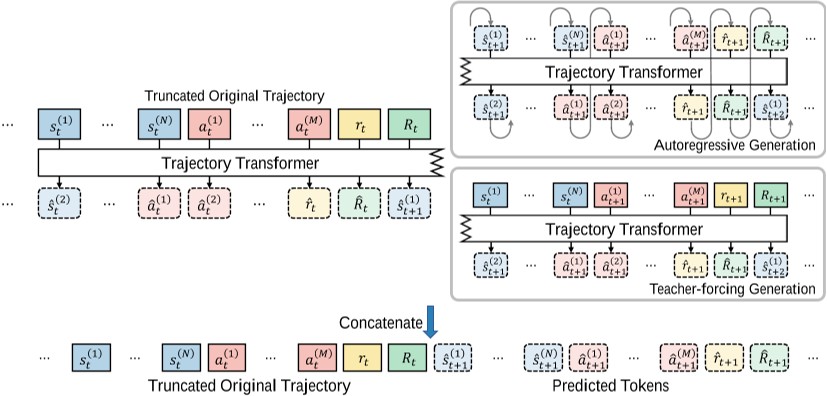 Truncated Original Trajectory
... s_t^{(1)} ... s_t^{(N)} a_t^{(1)} ... a_t^{(M)} r_t R_t
Trajectory Transformer
... ŝ_t^{(2)} ... â_t^{(1)} â_t^{(2)} ... r̂_t R̂_t ŝ_{t+1}^{(1)}
ŝ_{t+1}^{(1)} ... ŝ_{t+1}^{(N)} â_{t+1}^{(1)} ... â_{t+1}^{(M)} r̂_{t+1} R̂_{t+1} ...
Trajectory Transformer
ŝ_{t+1}^{(2)} ... â_{t+1}^{(1)} â_{t+1}^{(2)} ... r̂_{t+1} R̂_{t+1} ŝ_{t+2}^{(1)} ...
Autoregressive Generation
s_t^{(1)} ... s_t^{(N)} a_{t+1}^{(1)} ... a_{t+1}^{(M)} r_{t+1} R_{t+1} ...
Trajectory Transformer
ŝ_{t+1}^{(2)} ... â_{t+1}^{(1)} â_{t+1}^{(2)} ... r̂_{t+1} R̂_{t+1} ŝ_{t+2}^{(1)} ...
Teacher-forcing Generation
Concatenate
... s_t^{(1)} ... s_t^{(N)} a_t^{(1)} ... a_t^{(M)} r_t R_t ŝ_{t+1}^{(1)} ... ŝ_{t+1}^{(N)} â_{t+1}^{(1)} ... â_{t+1}^{(M)} r̂_{t+1} R̂_{t+1} ...
Truncated Original Trajectory
Predicted Tokens